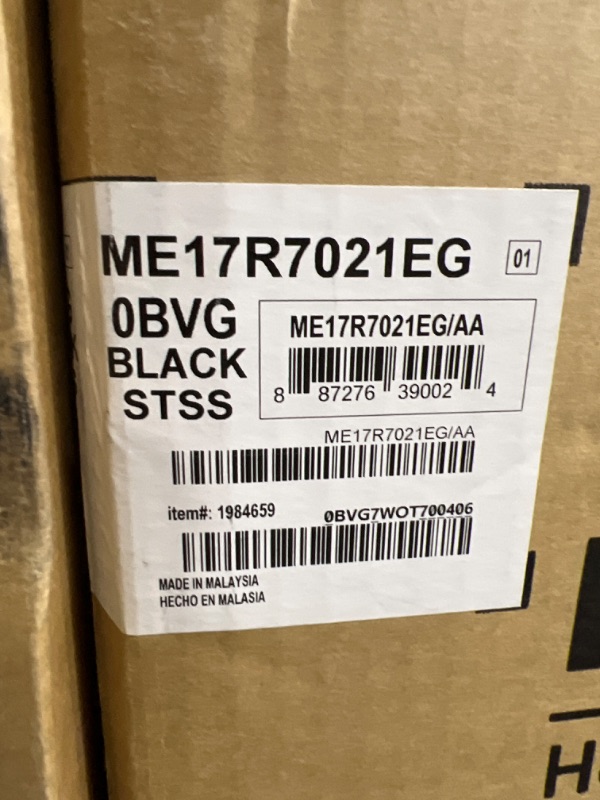 ME17R7021EG
01
0BVG
BLACK
STSS
ME17R7021EG/AA
8 87276 39002 4
ME17R7021EG/AA
item#: 1984659
0BVG7WOT700406
MADE IN MALAYSIA
HECHO EN MALASIA
H